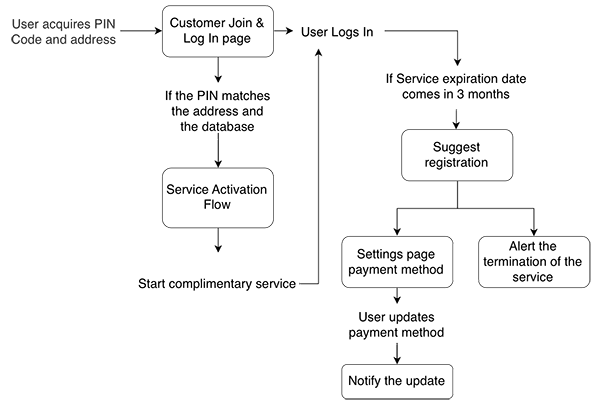 User acquires PIN
Code and address
Customer Join &
Log In page
User Logs In
If the PIN matches
the address and
the database
If Service expiration date
comes in 3 months
Suggest
registration
Service Activation
Flow
Start complimentary service
Settings page
payment method
Alert the
termination of the
service
User updates
payment method
Notify the update